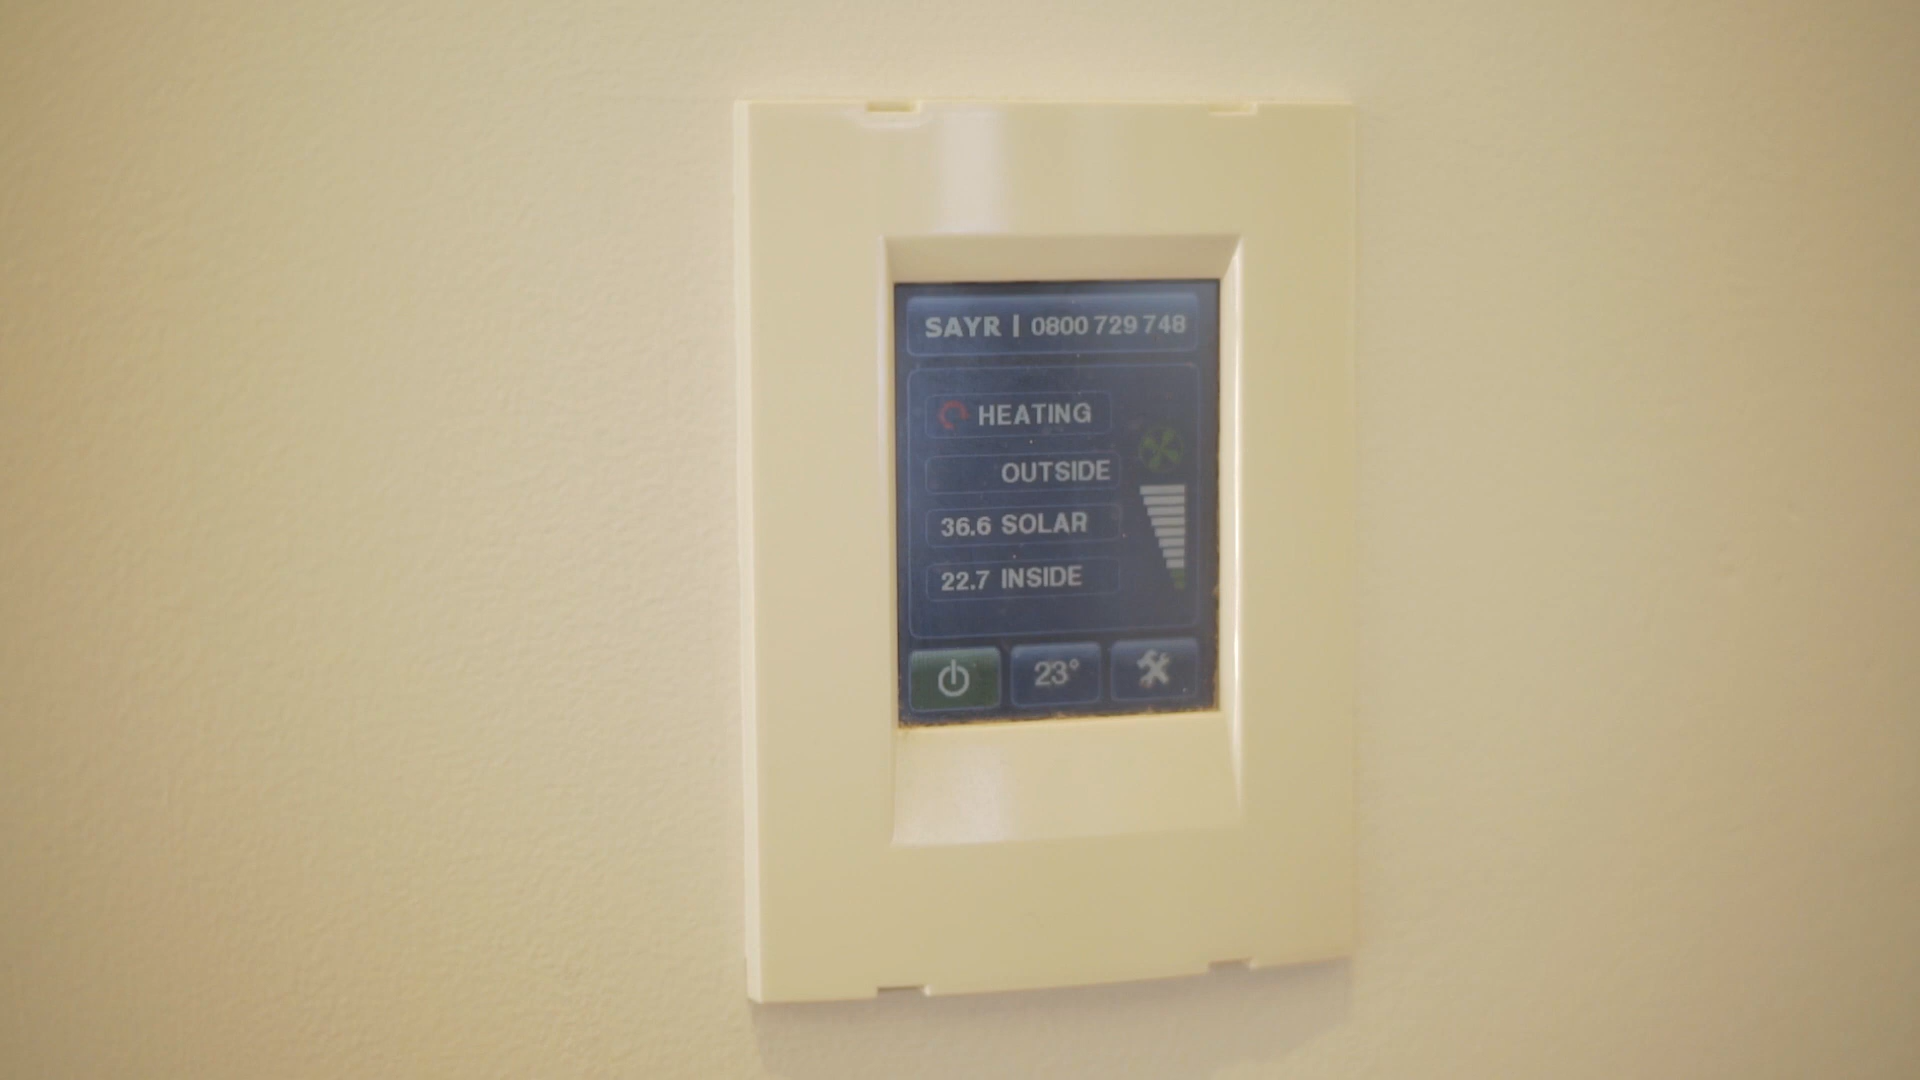 SAYR | 0800 729 748
HEATING
OUTSIDE
36.6 SOLAR
22.7 INSIDE
23°